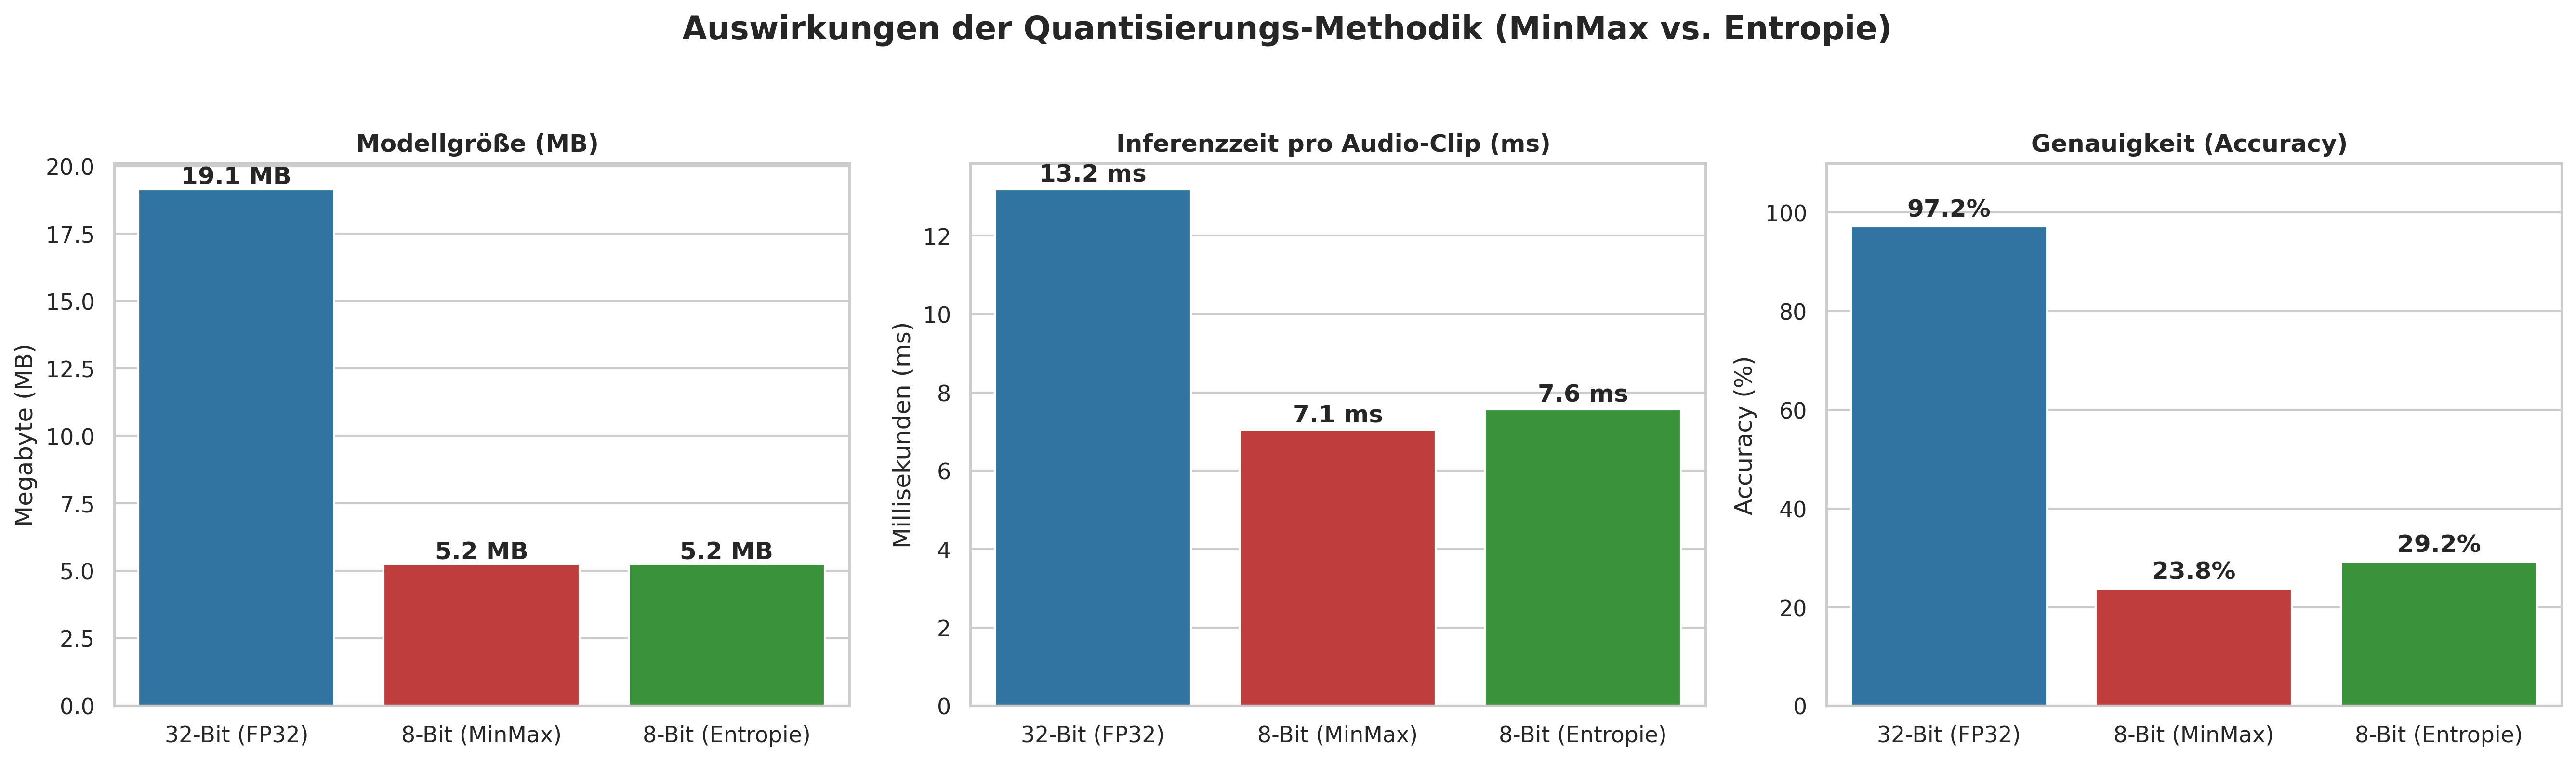 Auswirkungen der Quantisierungs-Methodik (MinMax vs. Entropie)
Modellgröße (MB)
Megabyte (MB)
20.0
17.5
15.0
12.5
10.0
7.5
5.0
2.5
0.0
19.1 MB
5.2 MB
5.2 MB
32-Bit (FP32)
8-Bit (MinMax)
8-Bit (Entropie)
Inferenzzeit pro Audio-Clip (ms)
Millisekunden (ms)
12
10
8
6
4
2
0
13.2 ms
7.1 ms
7.6 ms
32-Bit (FP32)
8-Bit (MinMax)
8-Bit (Entropie)
Genauigkeit (Accuracy)
Accuracy (%)
100
80
60
40
20
0
97.2%
23.8%
29.2%
32-Bit (FP32)
8-Bit (MinMax)
8-Bit (Entropie)